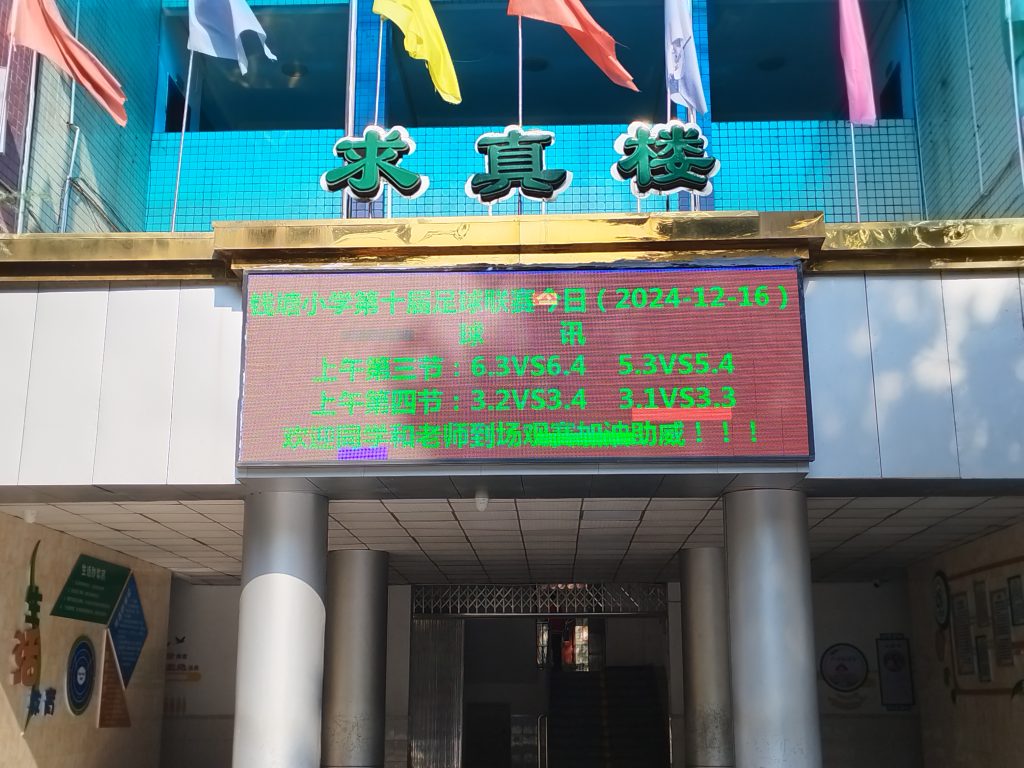 求真楼
钱塘小学第十届足球联赛今日（2024-12-16）
球 讯
上午第三节：6.3VS6.4 5.3VS5.4
上午第四节：3.2VS3.4 3.1VS3.3
欢迎同学和老师到场观赛加油助威！！！